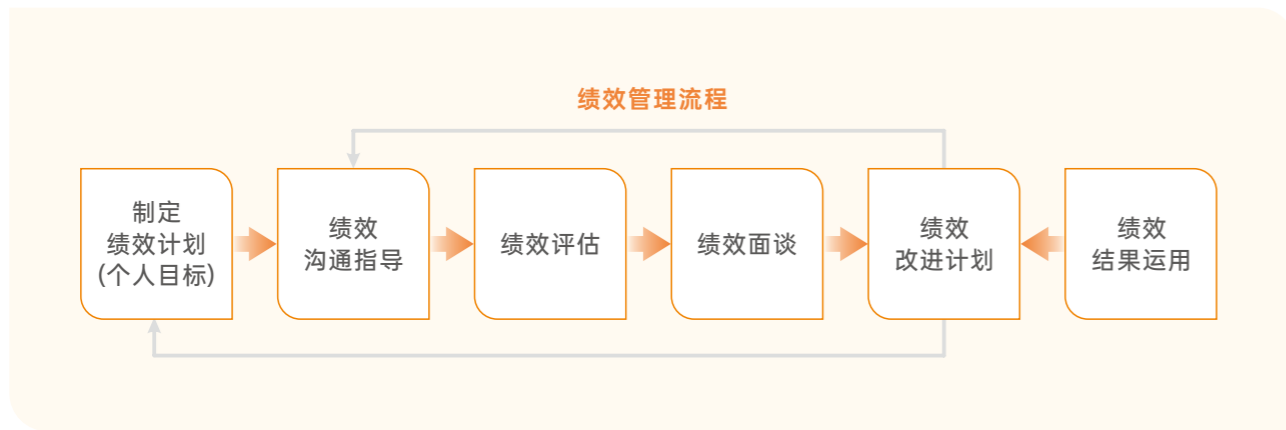 绩效管理流程
制定
绩效计划
(个人目标)
绩效
沟通指导
绩效评估
绩效面谈
绩效
改进计划
绩效
结果运用